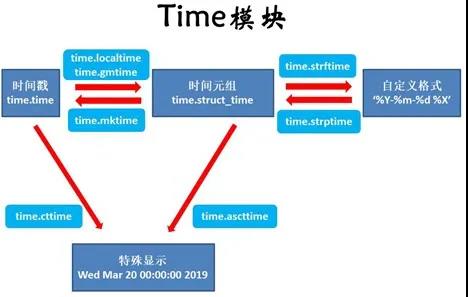 Time模块
time.localtime
time.gmtime
time.strftime
时间戳
time.time
时间元组
time.struct_time
自定义格式
‘%Y-%m-%d %X’
time.mktime
time.strptime
time.cttime
time.ascttime
特殊显示
Wed Mar 20 00:00:00 2019